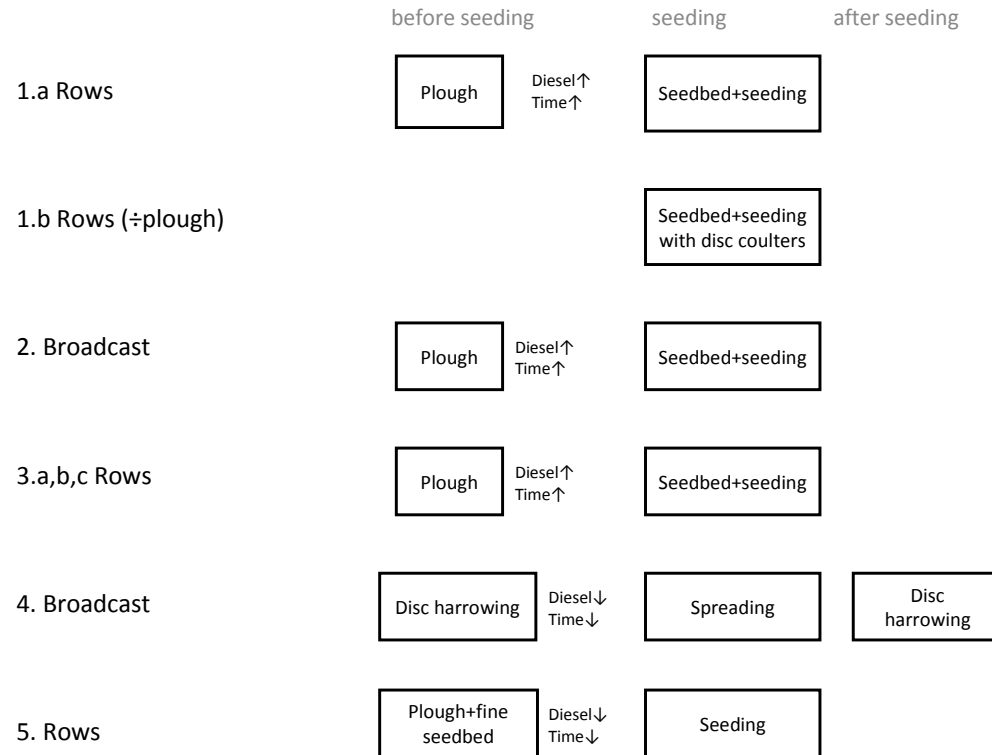 before seeding seeding after seeding
1.a Rows
Plough
Diesel↑
Time↑
Seedbed+seeding
1.b Rows (÷plough)
Seedbed+seeding
with disc coulters
2. Broadcast
Plough
Diesel↑
Time↑
Seedbed+seeding
3.a,b,c Rows
Plough
Diesel↑
Time↑
Seedbed+seeding
4. Broadcast
Disc harrowing
Diesel↓
Time↓
Spreading
Disc
harrowing
5. Rows
Plough+fine
seedbed
Diesel↓
Time↓
Seeding